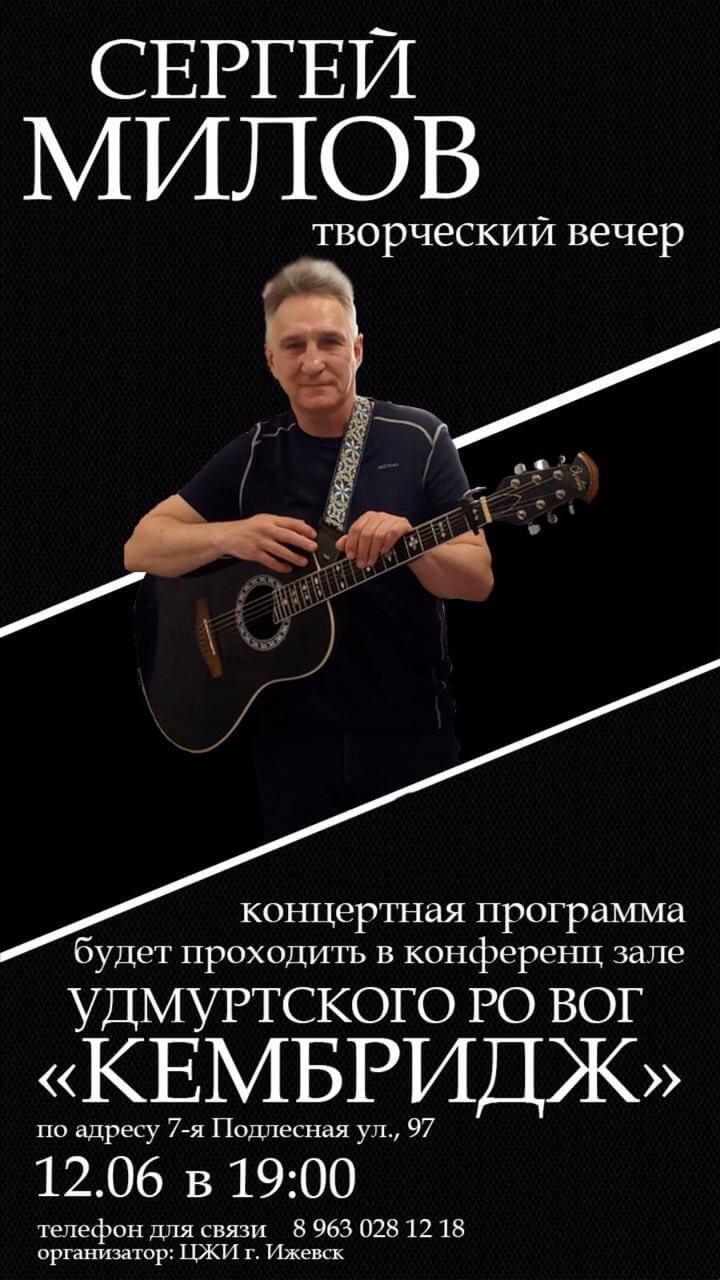 СЕРГЕЙ
МИЛОВ
творческий вечер
концертная программа
будет проходить в конференц зале
УДМУРТСКОГО РО ВОГ
«КЕМБРИДЖ»
по адресу 7-я Подлесная ул., 97
12.06 в 19:00
телефон для связи 8 963 028 12 18
организатор: ЦЖИ г. Ижевск